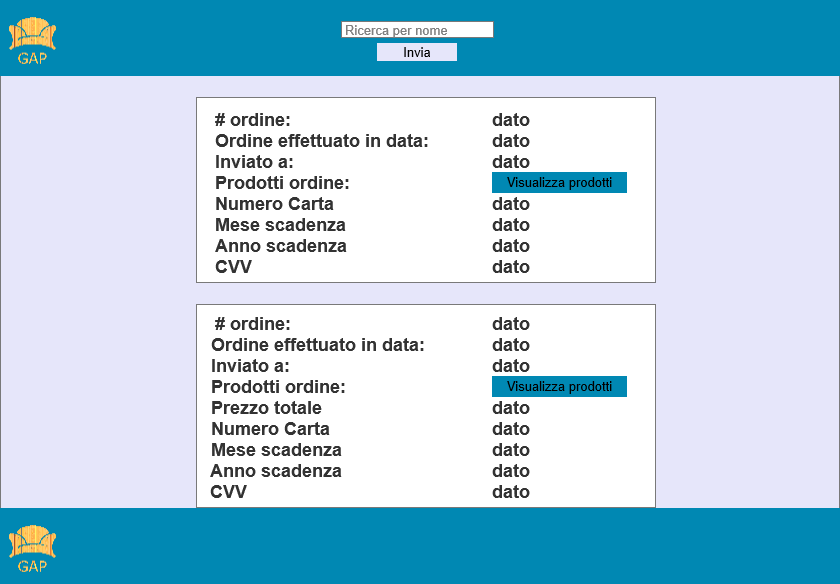 GAP
Ricerca per nome
Invia
# ordine: dato
Ordine effettuato in data: dato
Inviato a: dato
Prodotti ordine: Visualizza prodotti
Numero Carta dato
Mese scadenza dato
Anno scadenza dato
CVV dato
# ordine: dato
Ordine effettuato in data: dato
Inviato a: dato
Prodotti ordine: Visualizza prodotti
Prezzo totale dato
Numero Carta dato
Mese scadenza dato
Anno scadenza dato
CVV dato
GAP